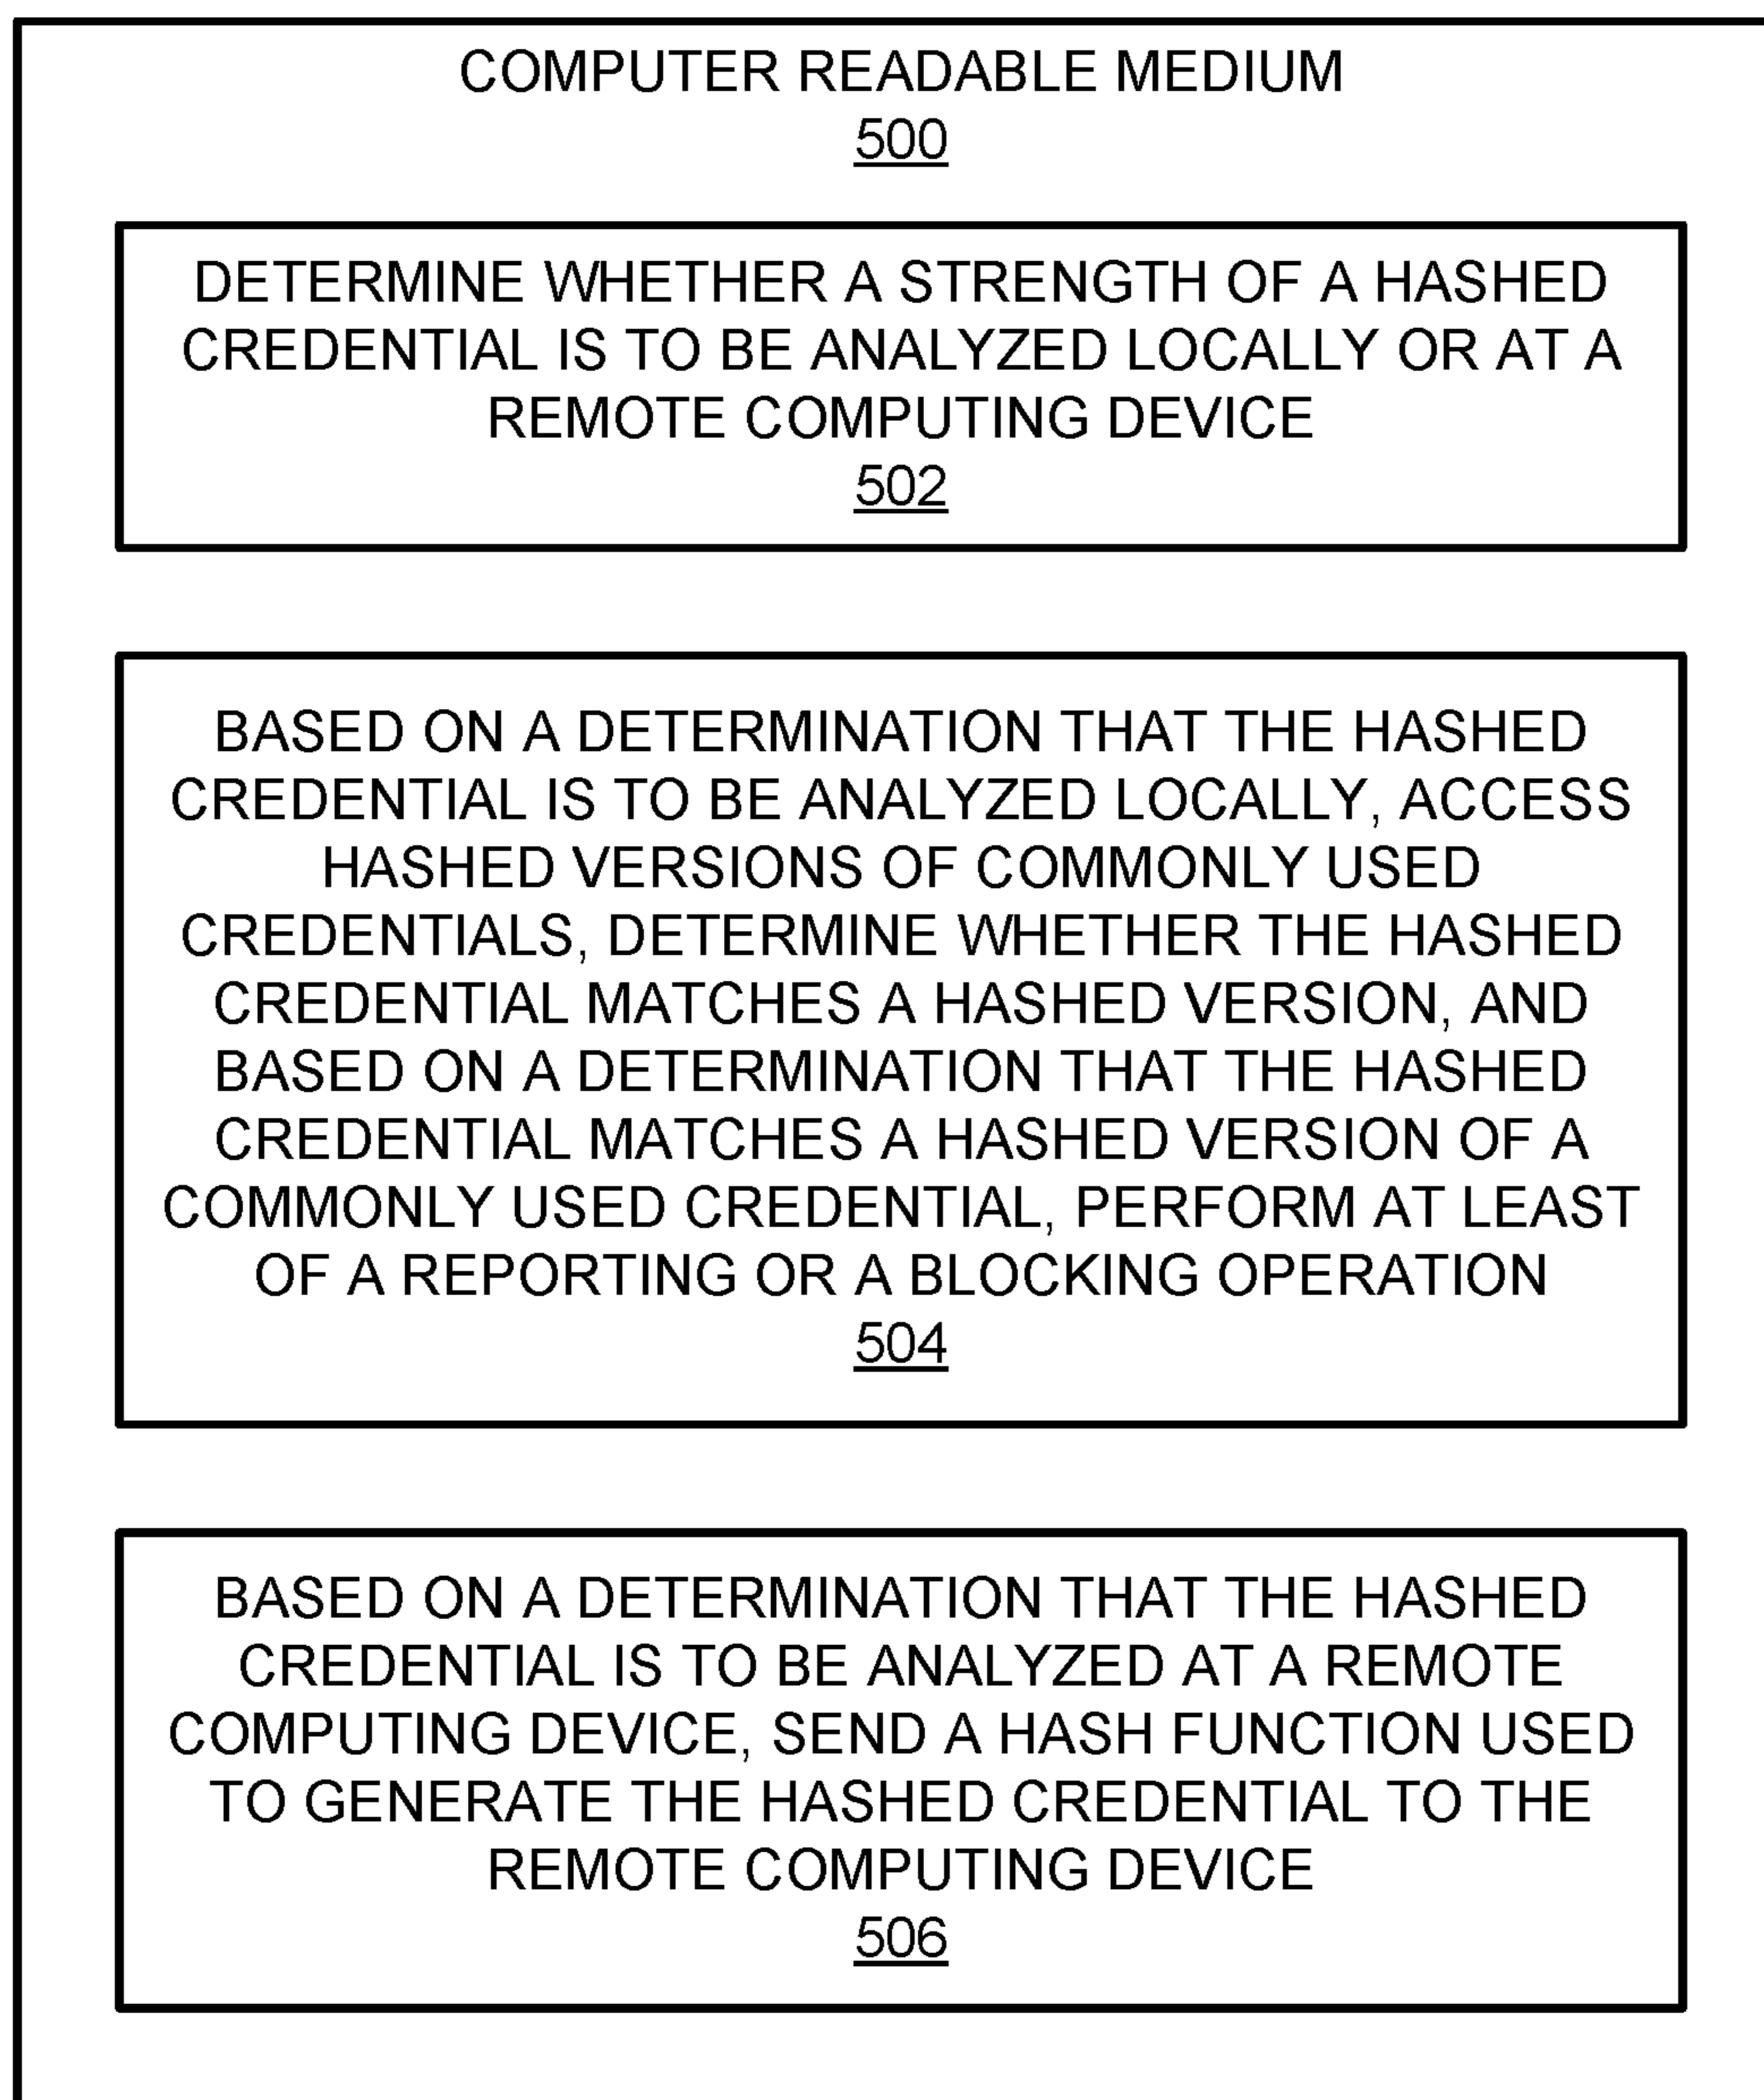 COMPUTER READABLE MEDIUM
500
DETERMINE WHETHER A STRENGTH OF A HASHED
CREDENTIAL IS TO BE ANALYZED LOCALLY OR AT A
REMOTE COMPUTING DEVICE
502
BASED ON A DETERMINATION THAT THE HASHED
CREDENTIAL IS TO BE ANALYZED LOCALLY, ACCESS
HASHED VERSIONS OF COMMONLY USED
CREDENTIALS, DETERMINE WHETHER THE HASHED
CREDENTIAL MATCHES A HASHED VERSION, AND
BASED ON A DETERMINATION THAT THE HASHED
CREDENTIAL MATCHES A HASHED VERSION OF A
COMMONLY USED CREDENTIAL, PERFORM AT LEAST
OF A REPORTING OR A BLOCKING OPERATION
504
BASED ON A DETERMINATION THAT THE HASHED
CREDENTIAL IS TO BE ANALYZED AT A REMOTE
COMPUTING DEVICE, SEND A HASH FUNCTION USED
TO GENERATE THE HASHED CREDENTIAL TO THE
REMOTE COMPUTING DEVICE
506